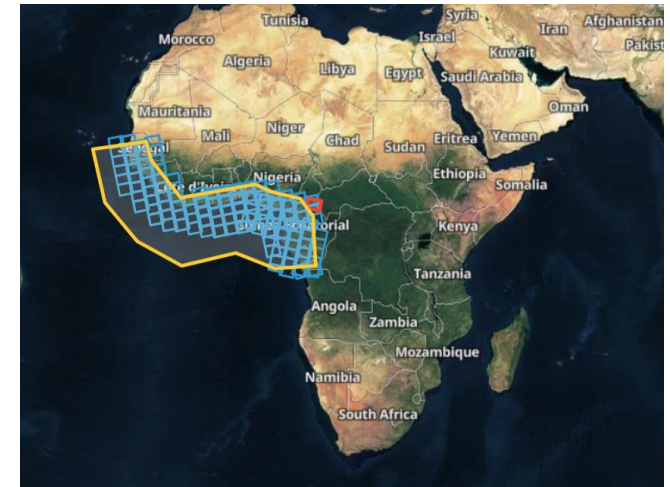 Tunisia
Syria
Afghanistan
Morocco
Israel
Iran
Kuwait
Pakist
Algeria
Libya
Egypt
Saudi Arabia
Mauritania
Oman
Mali
Niger
Chad
Sudan
Eritrea
Yemen
Senegal
Nigeria
Ethiopia
Somalia
Kenya
Tanzania
Angola
Zambia
Mozambique
Namibia
South Africa